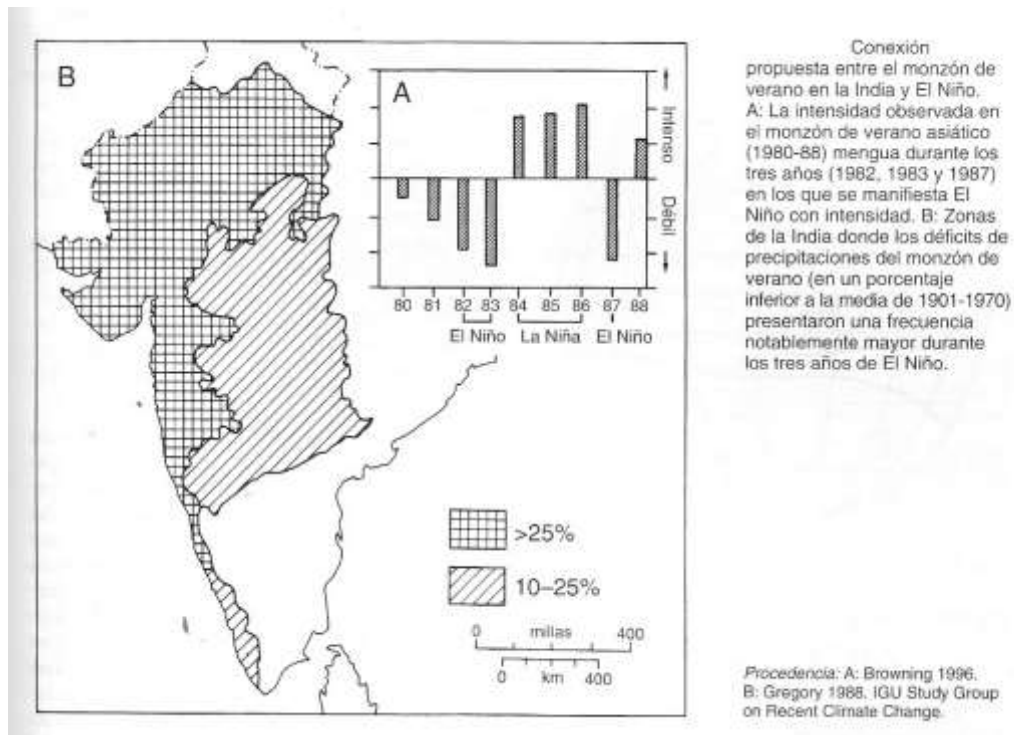 B
A
Intenso
Débil
80 81 82 83 84 85 86 87 88
El Niño La Niña El Niño
>25%
10–25%
0 millas 400
0 km 400
Conexión
propuesta entre el monzón de
verano en la India y El Niño.
A: La intensidad observada en
el monzón de verano asiático
(1980-88) mengua durante los
tres años (1982, 1983 y 1987)
en los que se manifiesta El
Niño con intensidad. B: Zonas
de la India donde los déficits de
precipitaciones del monzón de
verano (en un porcentaje
inferior a la media de 1901-1970)
presentaron una frecuencia
notablemente mayor durante
los tres años de El Niño.
Procedencia: A: Browning 1996.
B: Gregory 1988. IGU Study Group
on Recent Climate Change.